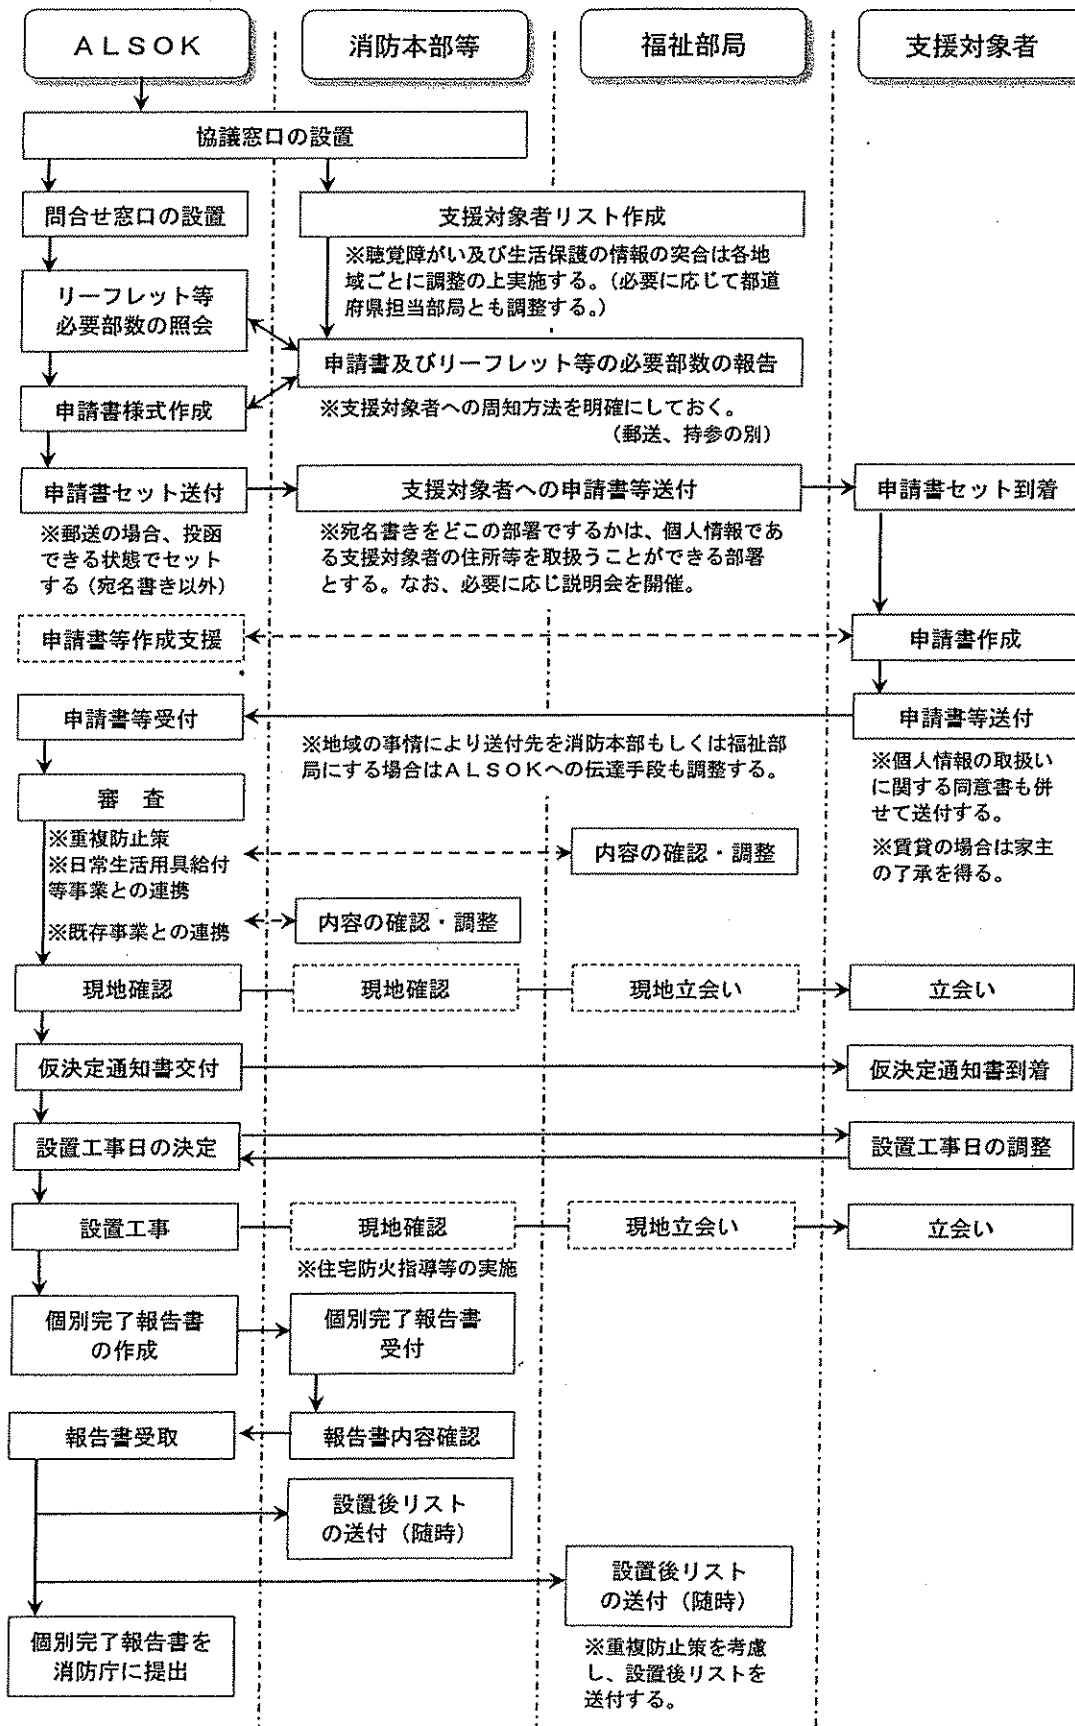 ALSOK
消防本部等
福祉部局
支援対象者
協議窓口の設置
問合せ窓口の設置
支援対象者リスト作成
※聴覚障がい及び生活保護の情報の突合は各地
域ごとに調整の上実施する。(必要に応じて都道
府県担当部局とも調整する。)
リーフレット等
必要部数の照会
申請書及びリーフレット等の必要部数の報告
申請書様式作成
※支援対象者への周知方法を明確にしておく。
(郵送、持参の別)
申請書セット送付
支援対象者への申請書等送付
申請書セット到着
※郵送の場合、投函
できる状態でセット
する(宛名書き以外)
※宛名書きをどこの部署でするかは、個人情報であ
る支援対象者の住所等を取扱うことができる部署
とする。なお、必要に応じ説明会を開催。
申請書等作成支援
申請書作成
申請書等受付
申請書等送付
※地域の事情により送付先を消防本部もしくは福祉部
局にする場合はALSOKへの伝達手段も調整する。
※個人情報の取扱い
に関する同意書も併
せて送付する。
※賃貸の場合は家主
の了承を得る。
審 査
※重複防止策
※日常生活用具給付
等事業との連携
※既存事業との連携
内容の確認・調整
内容の確認・調整
現地確認
現地確認
現地立会い
立会い
仮決定通知書交付
仮決定通知書到着
設置工事日の決定
設置工事日の調整
設置工事
現地確認
現地立会い
立会い
※住宅防火指導等の実施
個別完了報告書
の作成
個別完了報告書
受付
報告書受取
報告書内容確認
設置後リスト
の送付(随時)
設置後リスト
の送付(随時)
個別完了報告書を
消防庁に提出
※重複防止策を考慮
し、設置後リストを
送付する。